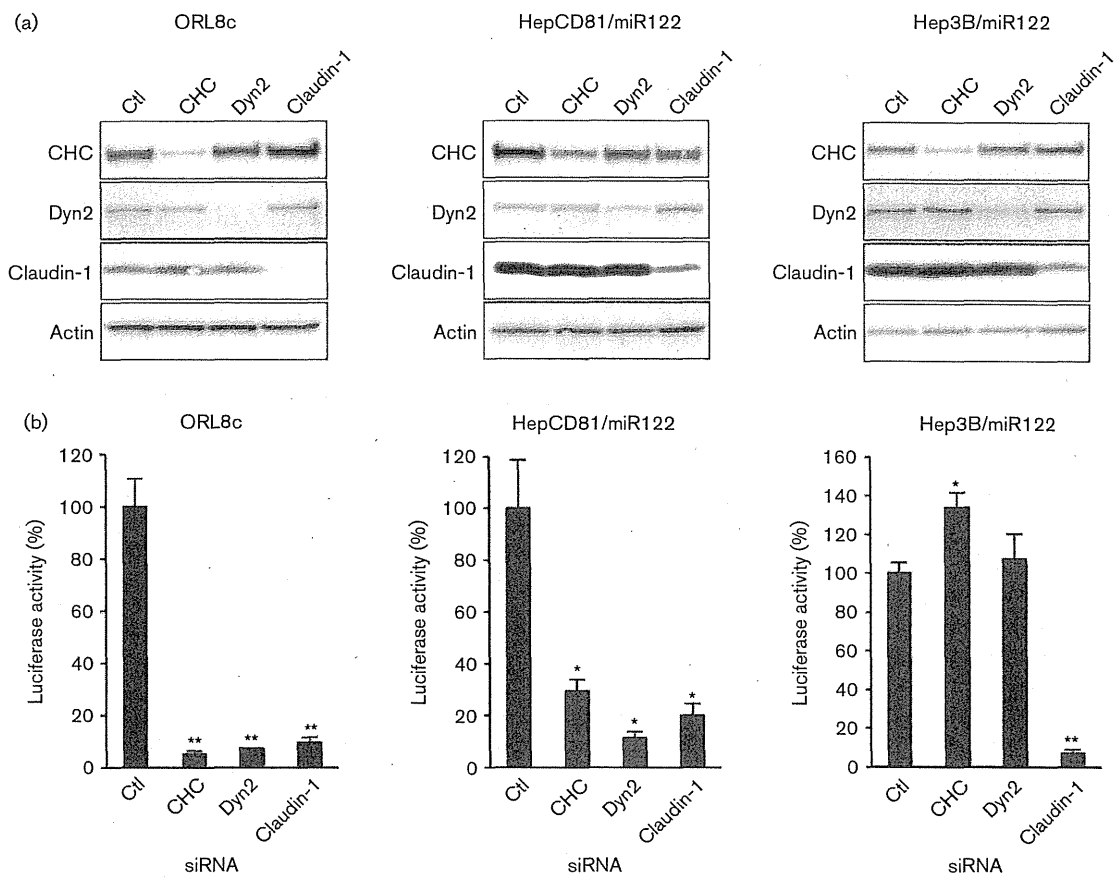 (a)
ORL8c
HepCD81/miR122
Hep3B/miR122
Ctl
CHC
Dyn2
Claudin-1
Ctl
CHC
Dyn2
Claudin-1
Ctl
CHC
Dyn2
Claudin-1
CHC
Dyn2
Claudin-1
Actin
CHC
Dyn2
Claudin-1
Actin
CHC
Dyn2
Claudin-1
Actin
(b)
ORL8c
Luciferase activity (%)
120
100
80
60
40
20
0
**
**
**
Ctl
CHC
Dyn2
Claudin-1
siRNA
HepCD81/miR122
Luciferase activity (%)
120
100
80
60
40
20
0
*
*
*
Ctl
CHC
Dyn2
Claudin-1
siRNA
Hep3B/miR122
Luciferase activity (%)
160
140
120
100
80
60
40
20
0
*
**
Ctl
CHC
Dyn2
Claudin-1
siRNA